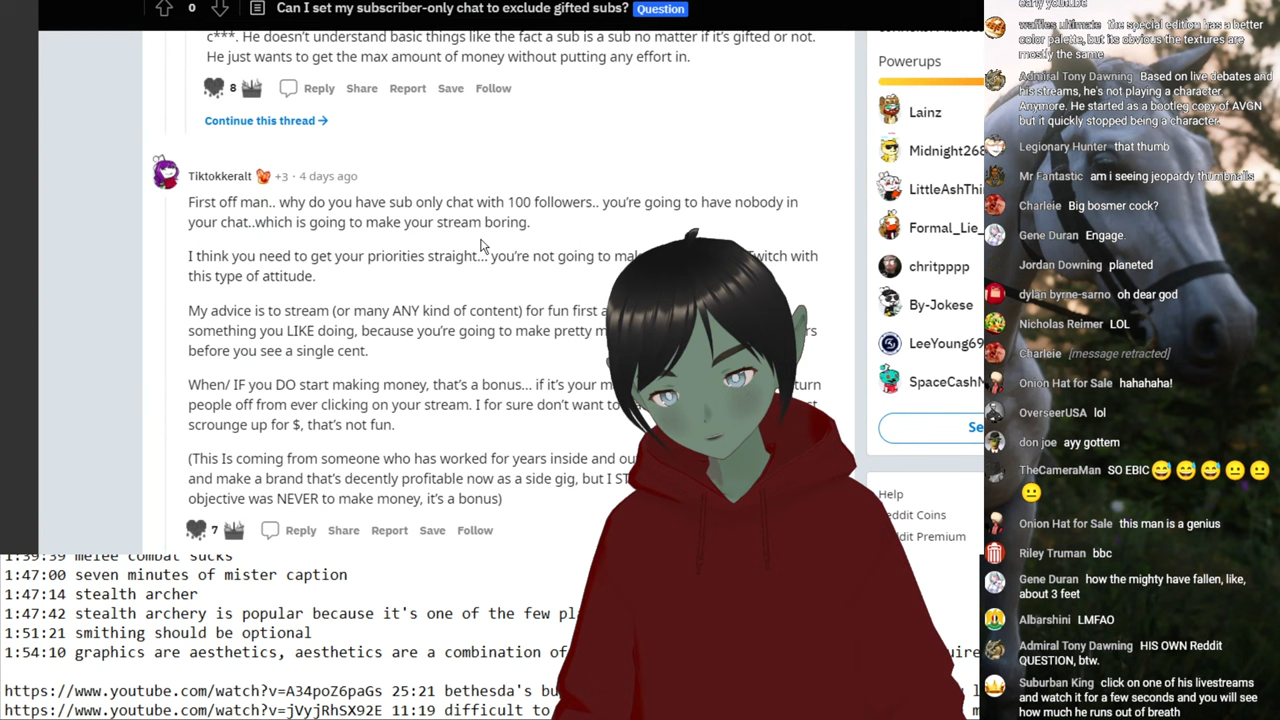 0
Can I set my subscriber-only chat to exclude gifted subs? Question
c***. He doesn't understand basic things like the fact a sub is a sub no matter if it's gifted or not.
He just wants to get the max amount of money without putting any effort in.
8 Reply Share Report Save Follow
Continue this thread →
Tiktokkeralt +3 · 4 days ago
First off man.. why do you have sub only chat with 100 followers.. you're going to have nobody in
your chat..which is going to make your stream boring.
I think you need to get your priorities straight... you're not going to witch with
this type of attitude.
My advice is to stream (or many ANY kind of content) for fun first
something you LIKE doing, because you're going to make pretty
before you see a single cent.
When/ IF you DO start making money, that's a bonus... if it's your
people off from ever clicking on your stream. I for sure don't want to
scrounge up for $, that's not fun.
(This Is coming from someone who has worked for years inside and
and make a brand that's decently profitable now as a side gig, but I
objective was NEVER to make money, it's a bonus)
7 Reply Share Report Save Follow
Powerups
Lainz
Midnight268
LittleAshThi
Formal_Lie_
chritpppp
By-Jokese
LeeYoung69
SpaceCashM
Se
Help
eddit Coins
ddit Premium
1:39:39 melee combat sucks
1:47:00 seven minutes of mister caption
1:47:14 stealth archer
1:47:42 stealth archery is popular because it's one of the few
1:51:21 smithing should be optional
1:54:10 graphics are aesthetics, aesthetics are a combination of
https://www.youtube.com/watch?v=A34poZ6paGs 25:21 bethesda's
https://www.youtube.com/watch?v=jVyjRhSX92E 11:19 difficult to
waffles ultimate the special edition has a better
color palette, but its obvious the textures are
mostly the same
Admiral Tony Dawning Based on live debates and
his streams, he's not playing a character.
Anymore. He started as a bootleg copy of AVGN
but it quickly stopped being a character.
Legionary Hunter that thumb
Mr Fantastic am i seeing jeopardy thumbnails
Charleie Big bosmer cock?
Gene Duran Engage.
Jordan Downing planeted
dylan byrne-sarno oh dear god
Nicholas Reimer LOL
Charleie [message retracted]
Onion Hat for Sale hahahaha!
OverseerUSA lol
don joe ayy gottem
TheCameraMan SO EBIC
Onion Hat for Sale this man is a genius
Riley Truman bbc
Gene Duran how the mighty have fallen, like,
about 3 feet
Albarshini LMFAO
Admiral Tony Dawning HIS OWN Reddit
QUESTION, btw.
Suburban King click on one of his livestreams
and watch it for a few seconds and you will see
how much he runs out of breath